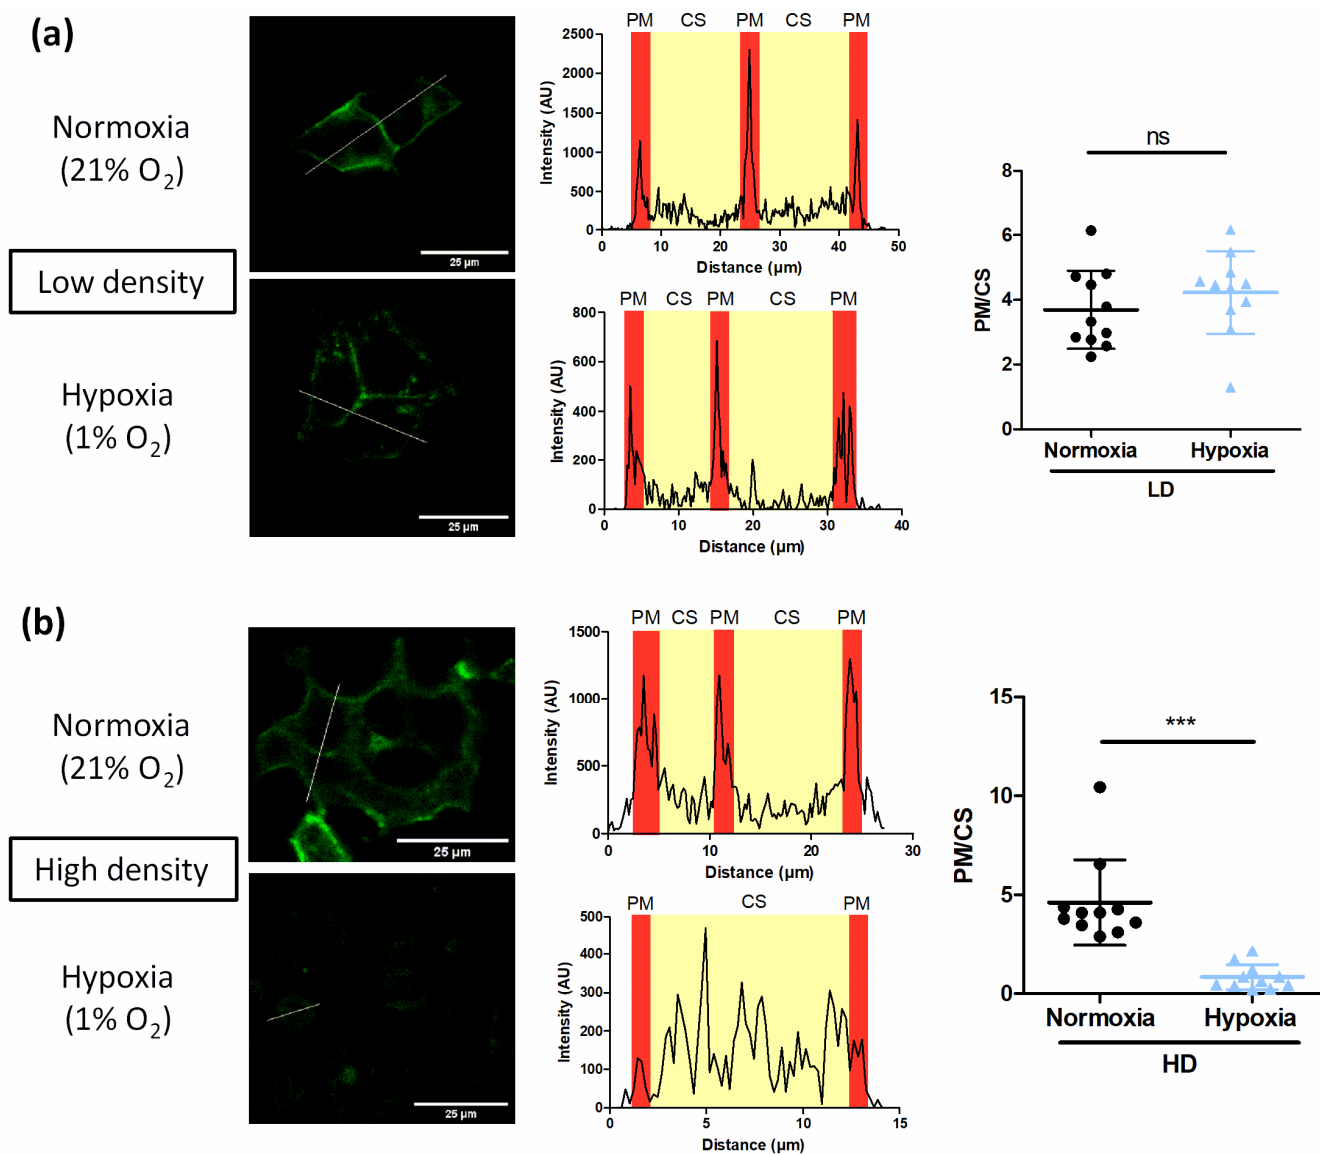 (a)
Normoxia
(21% O2)
Low density
Hypoxia
(1% O2)
25 µm
25 µm
PM CS PM CS PM
2500
2000
1500
1000
500
0
0 10 20 30 40 50
Intensity (AU)
Distance (µm)
PM CS PM CS PM
800
600
400
200
0
0 10 20 30 40
Intensity (AU)
Distance (µm)
ns
8
6
4
2
0
PM/CS
Normoxia Hypoxia
LD
(b)
Normoxia
(21% O2)
High density
Hypoxia
(1% O2)
25 µm
25 µm
PM CS PM CS PM
1500
1000
500
0
0 10 20 30
Intensity (AU)
Distance (µm)
PM CS PM
500
400
300
200
100
0
0 5 10 15
Intensity (AU)
Distance (µm)
***
15
10
5
0
PM/CS
Normoxia Hypoxia
HD